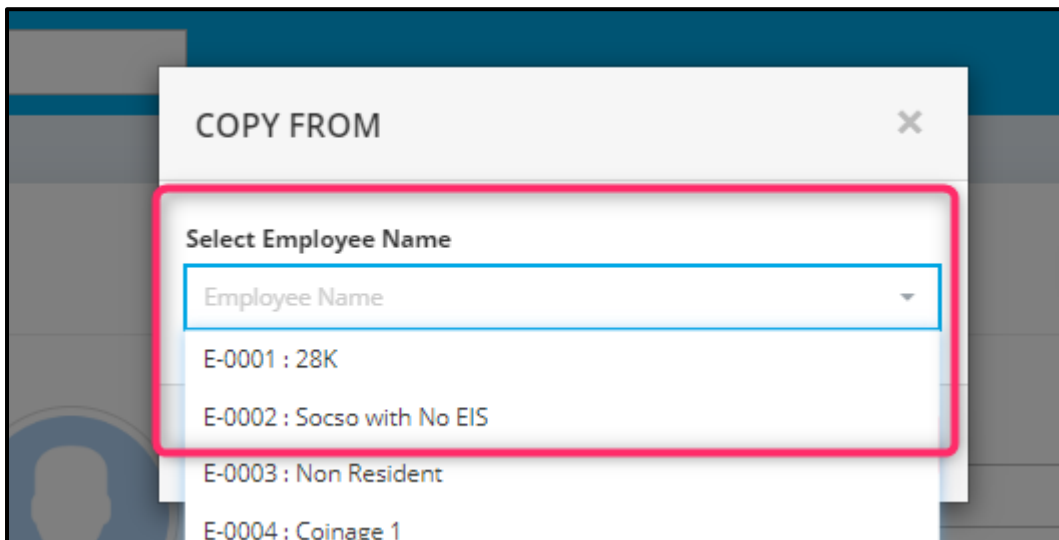 COPY FROM
Select Employee Name
Employee Name
E-0001 : 28K
E-0002 : Socso with No EIS
E-0003 : Non Resident
E-0004 : Coinage 1